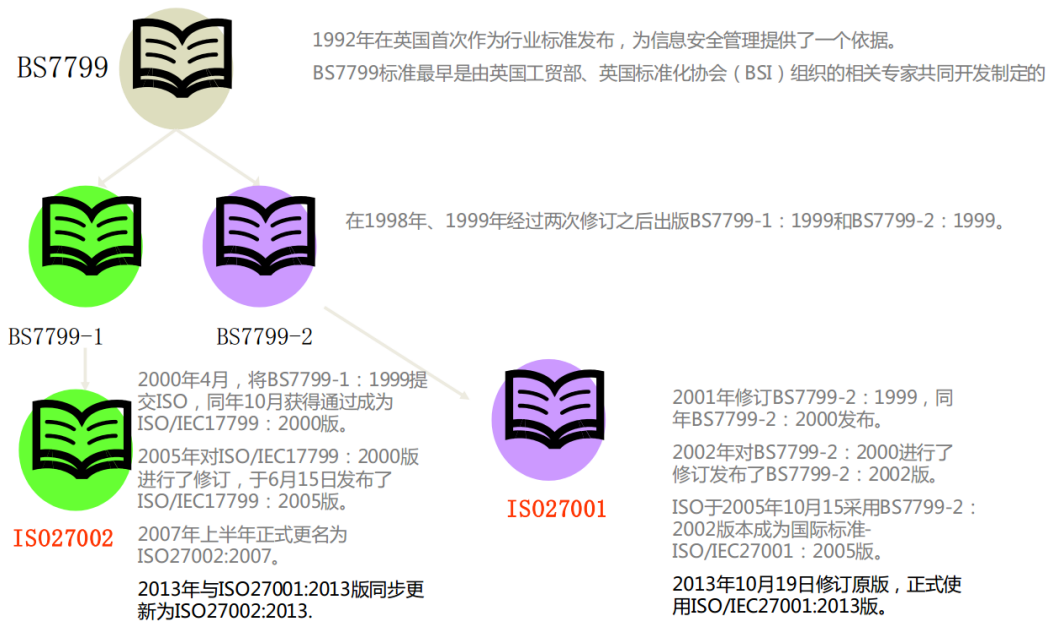 BS7799
1992年在英国首次作为行业标准发布，为信息安全管理提供了一个依据。
BS7799标准最早是由英国工贸部、英国标准化协会（BSI）组织的相关专家共同开发制定的
在1998年、1999年经过两次修订之后出版BS7799-1：1999和BS7799-2：1999。
BS7799-1
BS7799-2
2000年4月，将BS7799-1：1999提
交ISO，同年10月获得通过成为
ISO/IEC17799：2000版。
2005年对ISO/IEC17799：2000版
进行了修订，于6月15日发布了
ISO/IEC17799：2005版。
ISO27002
2007年上半年正式更名为
ISO27002:2007。
2013年与ISO27001:2013版同步更
新为ISO27002:2013.
ISO27001
2001年修订BS7799-2：1999，同
年BS7799-2：2000发布。
2002年对BS7799-2：2000进行了
修订发布了BS7799-2：2002版。
ISO于2005年10月15采用BS7799-2：
2002版本成为国际标准-
ISO/IEC27001：2005版。
2013年10月19日修订原版，正式使
用ISO/IEC27001:2013版。